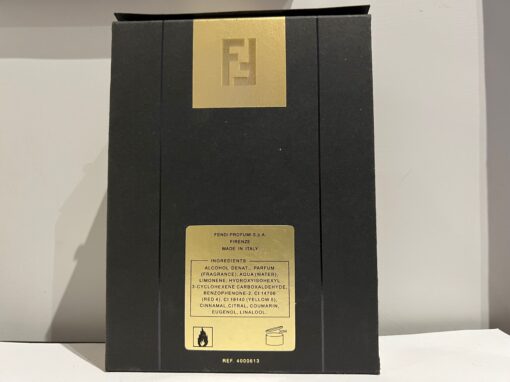 FENDI PROFUMI S.p.A.
FIRENZE
MADE IN ITALY
INGREDIENTS
ALCOHOL DENAT., PARFUM
(FRAGRANCE), AQUA (WATER),
LIMONENE, HYDROXYISOHEXYL
3-CYCLOHEXENE CARBOXALDEHYDE,
BENZOPHENONE-2, CI 14700
(RED 4), CI 19140 (YELLOW 5),
CINNAMAL, CITRAL, COUMARIN,
EUGENOL, LINALOOL.
REF. 4000613